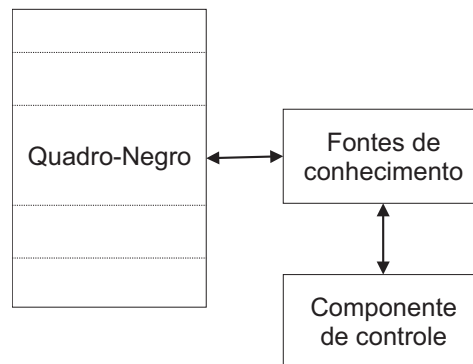 Quadro-Negro
Fontes de
conhecimento
Componente
de controle